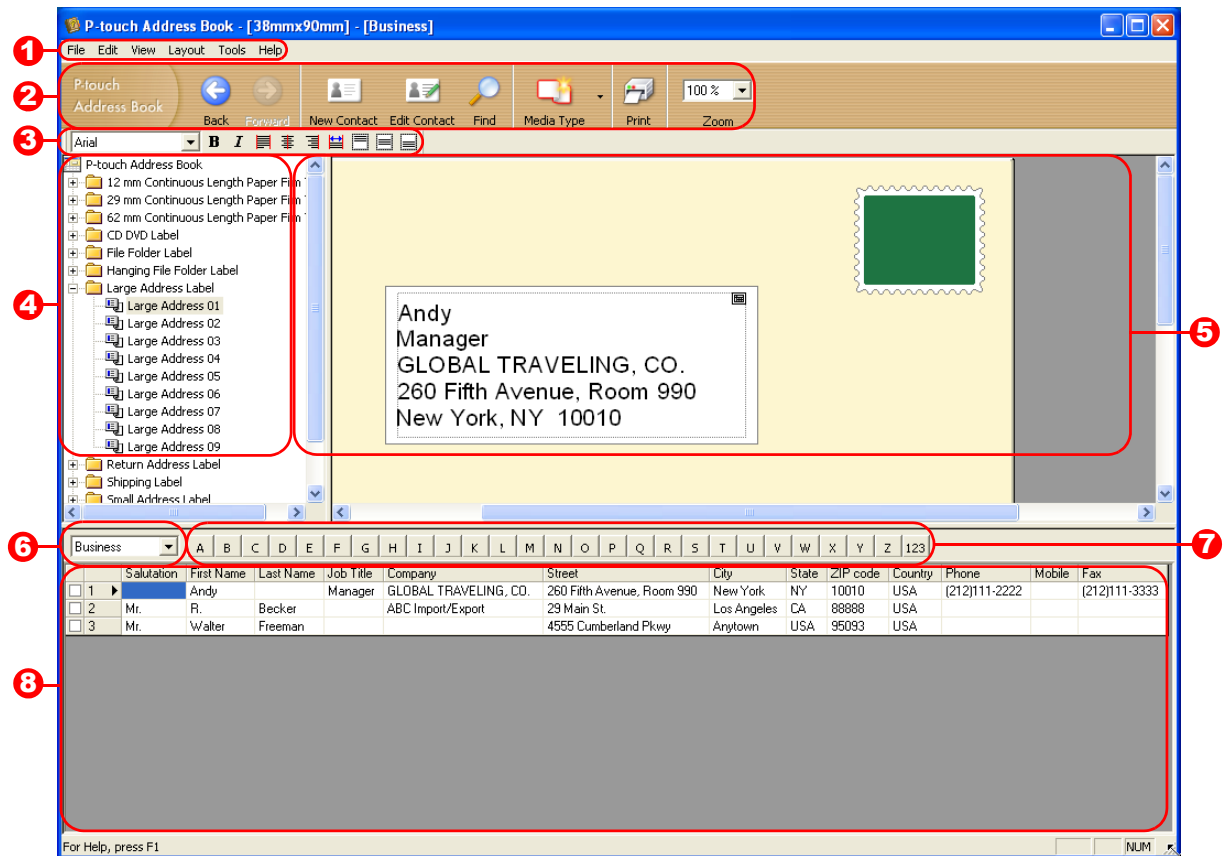 P-touch Address Book - [38mmx90mm] - [Business]
1
File Edit View Layout Tools Help
2
P-touch
Address Book
Back Forward New Contact Edit Contact Find Media Type Print 100 % Zoom
3
Arial B I
P-touch Address Book
12 mm Continuous Length Paper Film
29 mm Continuous Length Paper Film
62 mm Continuous Length Paper Film
CD DVD Label
File Folder Label
Hanging File Folder Label
4
Large Address Label
Large Address 01
Large Address 02
Large Address 03
Large Address 04
Large Address 05
Large Address 06
Large Address 07
Large Address 08
Large Address 09
Return Address Label
Shipping Label
Small Address Label
Andy
Manager
GLOBAL TRAVELING, CO.
260 Fifth Avenue, Room 990
New York, NY 10010
5
6
Business A B C D E F G H I J K L M N O P Q R S T U V W X Y Z 123
7
Salutation First Name Last Name Job Title Company Street City State ZIP code Country Phone Mobile Fax
1 Andy Manager GLOBAL TRAVELING, CO. 260 Fifth Avenue, Room 990 New York NY 10010 USA (212)111-2222 (212)111-3333
2 Mr. R. Becker ABC Import/Export 29 Main St. Los Angeles CA 88888 USA
3 Mr. Walter Freeman 4555 Cumberland Pkwy Anytown USA 95093 USA
8
For Help, press F1 NUM